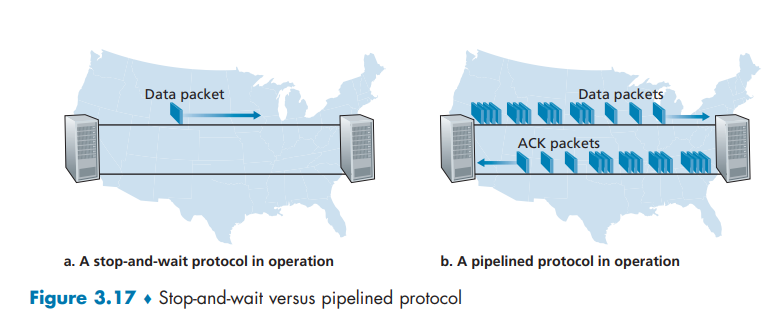 Data packet
Data packets
ACK packets
a. A stop-and-wait protocol in operation
b. A pipelined protocol in operation
Figure 3.17 ♦ Stop-and-wait versus pipelined protocol